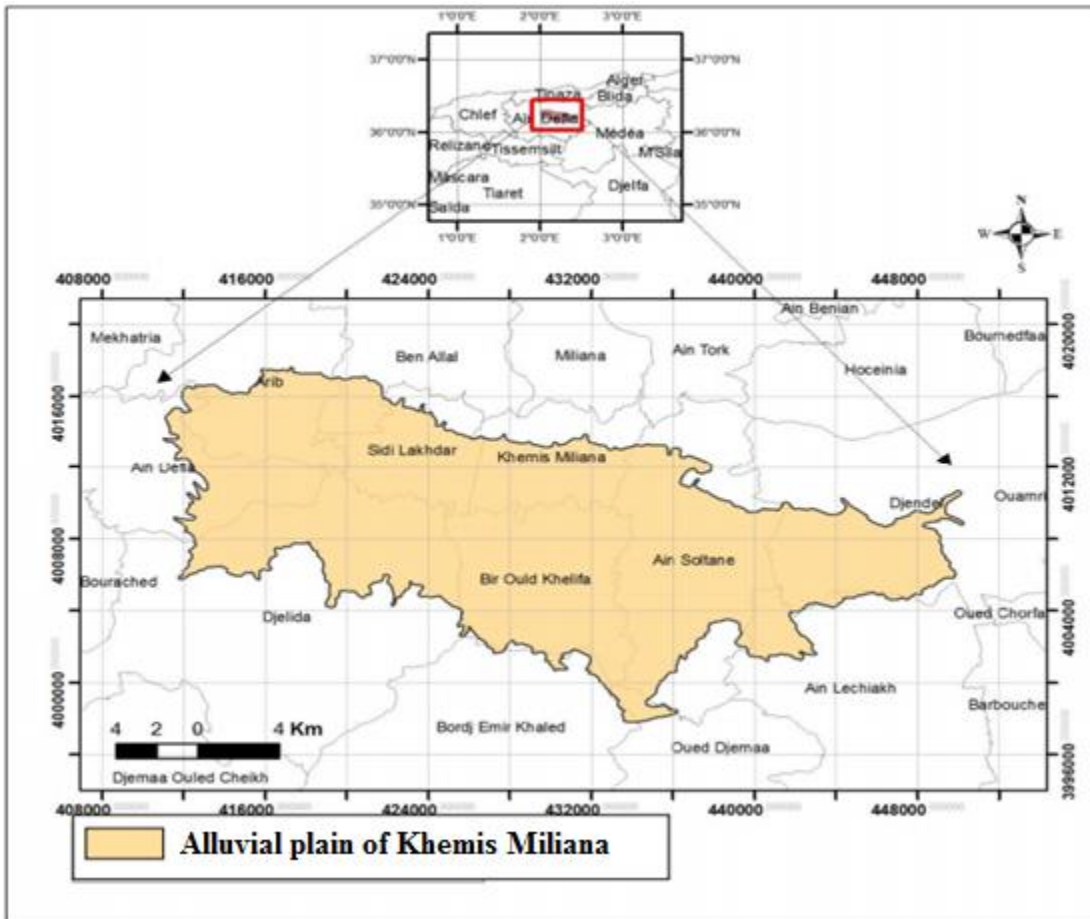 1°0'0"E 2°0'0"E 3°0'0"E
37°0'0"N 37°0'0"N
Alger
Tipaza
Blida
Chlef
Ain Defla
36°0'0"N 36°0'0"N
Médéa
Relizane
Tissemsilt
M'Sila
Mascara
Djelfa
Tiaret
35°0'0"N 35°0'0"N
Saïda
1°0'0"E 2°0'0"E 3°0'0"E
N
W E
S
408000 416000 424000 432000 440000 448000
Ain Benian
4020000
Mekhatria
Boumedfaa
Ben Allal
Miliana
Ain Tork
Hoceinia
Arib
4016000
Sidi Lakhdar
Khemis Miliana
Ain Defla
4012000
Djendel
Ouamri
4008000
Ain Soltane
Bourached
Bir Ould Khelifa
Djelida
Oued Chorfa
4004000
Ain Lechiakh
4000000
Barbouche
Bordj Emir Khaled
4 2 0 4 Km
Oued Djemaa
3996000
Djemaa Ouled Cheikh
408000 416000 424000 432000 440000 448000
Alluvial plain of Khemis Miliana